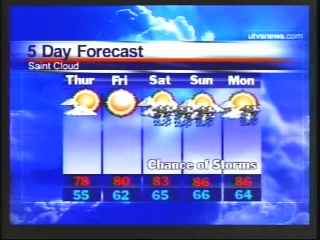 utvsnews.com
5 Day Forecast
Saint Cloud
Thur Fri Sat Sun Mon
Chance of Storms
78 80 83 86 86
55 62 65 66 64